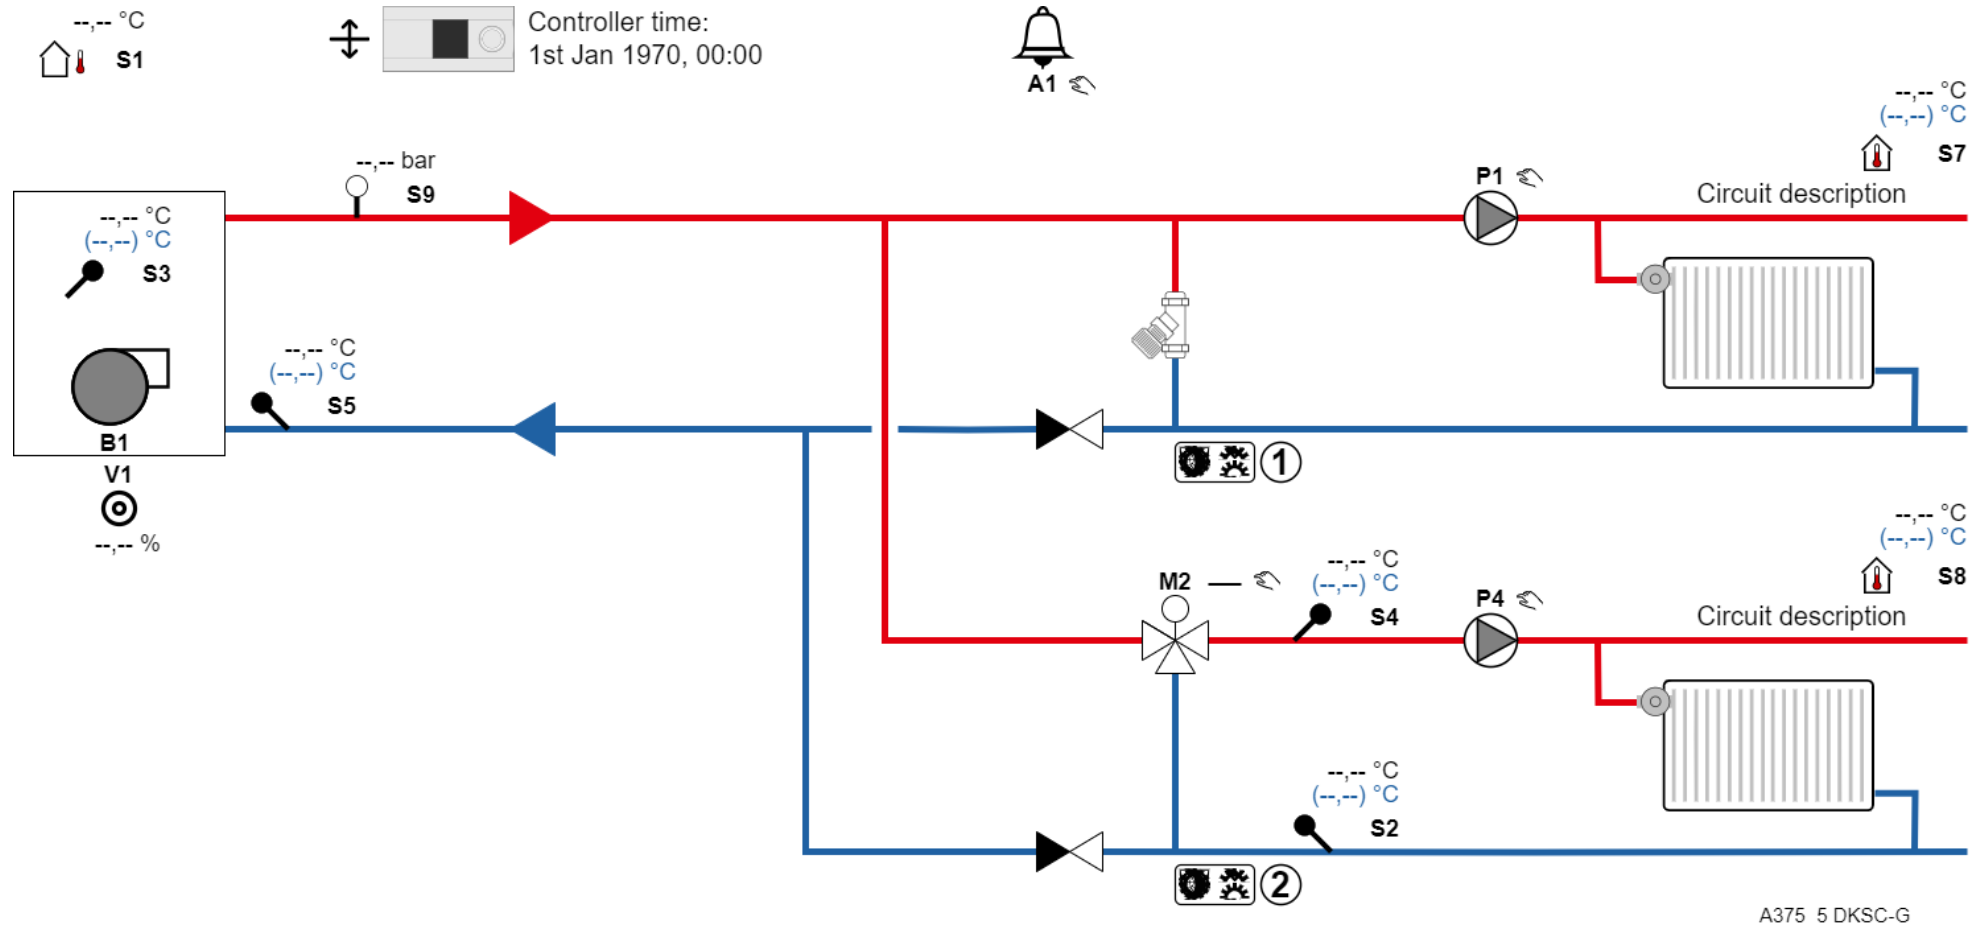 --,-- °C
S1
Controller time:
1st Jan 1970, 00:00
A1
--,-- °C
(--,--) °C
S7
--,-- bar
S9
P1
Circuit description
--,-- °C
(--,--) °C
S3
--,-- °C
(--,--) °C
S5
B1
V1
--,-- %
1
--,-- °C
(--,--) °C
S8
M2
--,-- °C
(--,--) °C
S4
P4
Circuit description
--,-- °C
(--,--) °C
S2
2
A375 5 DKSC-G